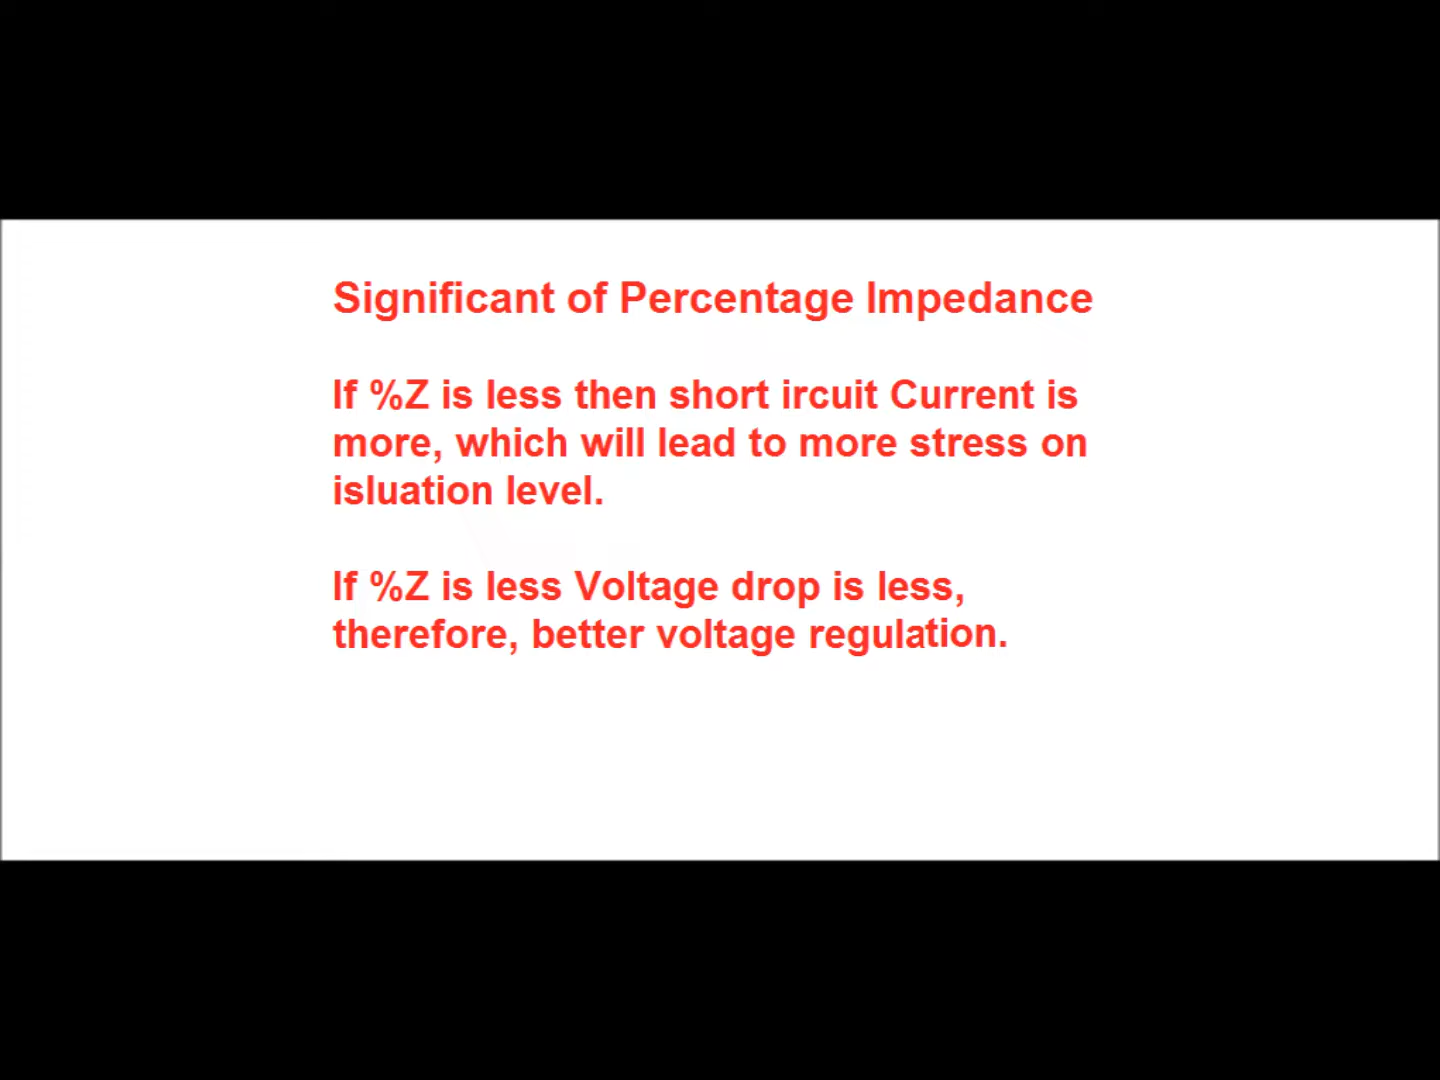 Significant of Percentage Impedance
If %Z is less then short ircuit Current is
more, which will lead to more stress on
isluation level.
If %Z is less Voltage drop is less,
therefore, better voltage regulation.